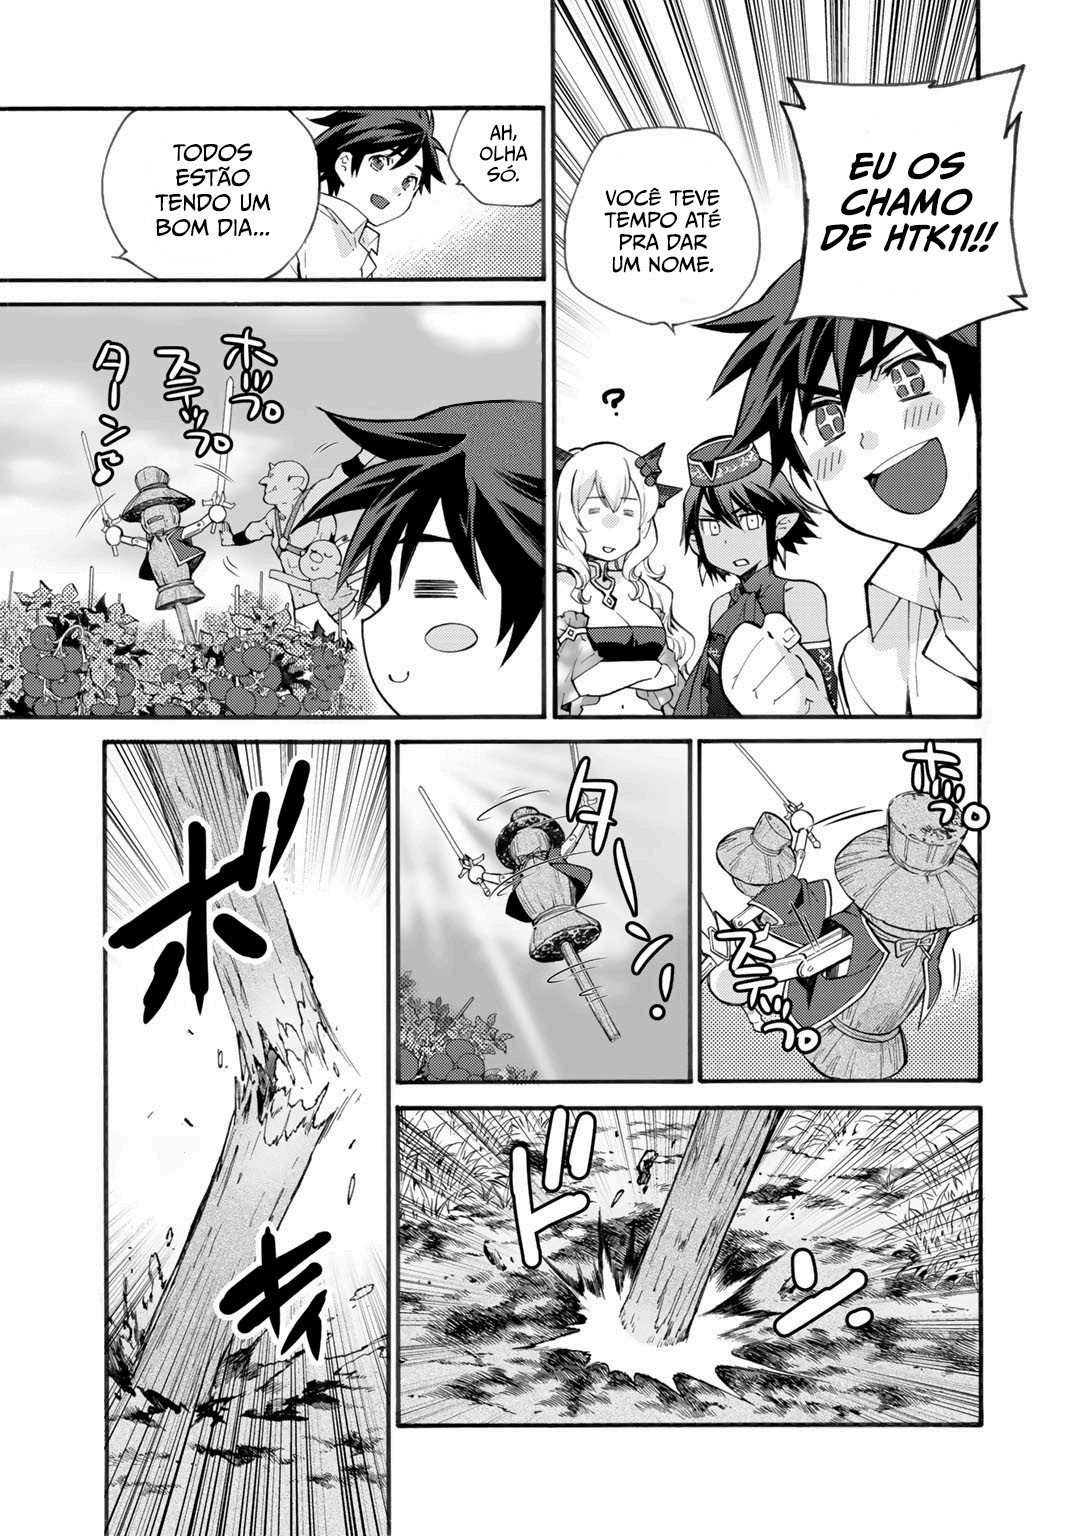 EU OS
CHAMO
DE HTK11!!
VOCÊ TEVE
TEMPO ATÉ
PRA DAR
UM NOME.
?
AH,
OLHA
SÓ.
TODOS
ESTÃO
TENDO UM
BOM DIA...
ホップ
ステップ
ターン♪
ホップ。
ステップ
ターン!
ドン
ボ
キィ